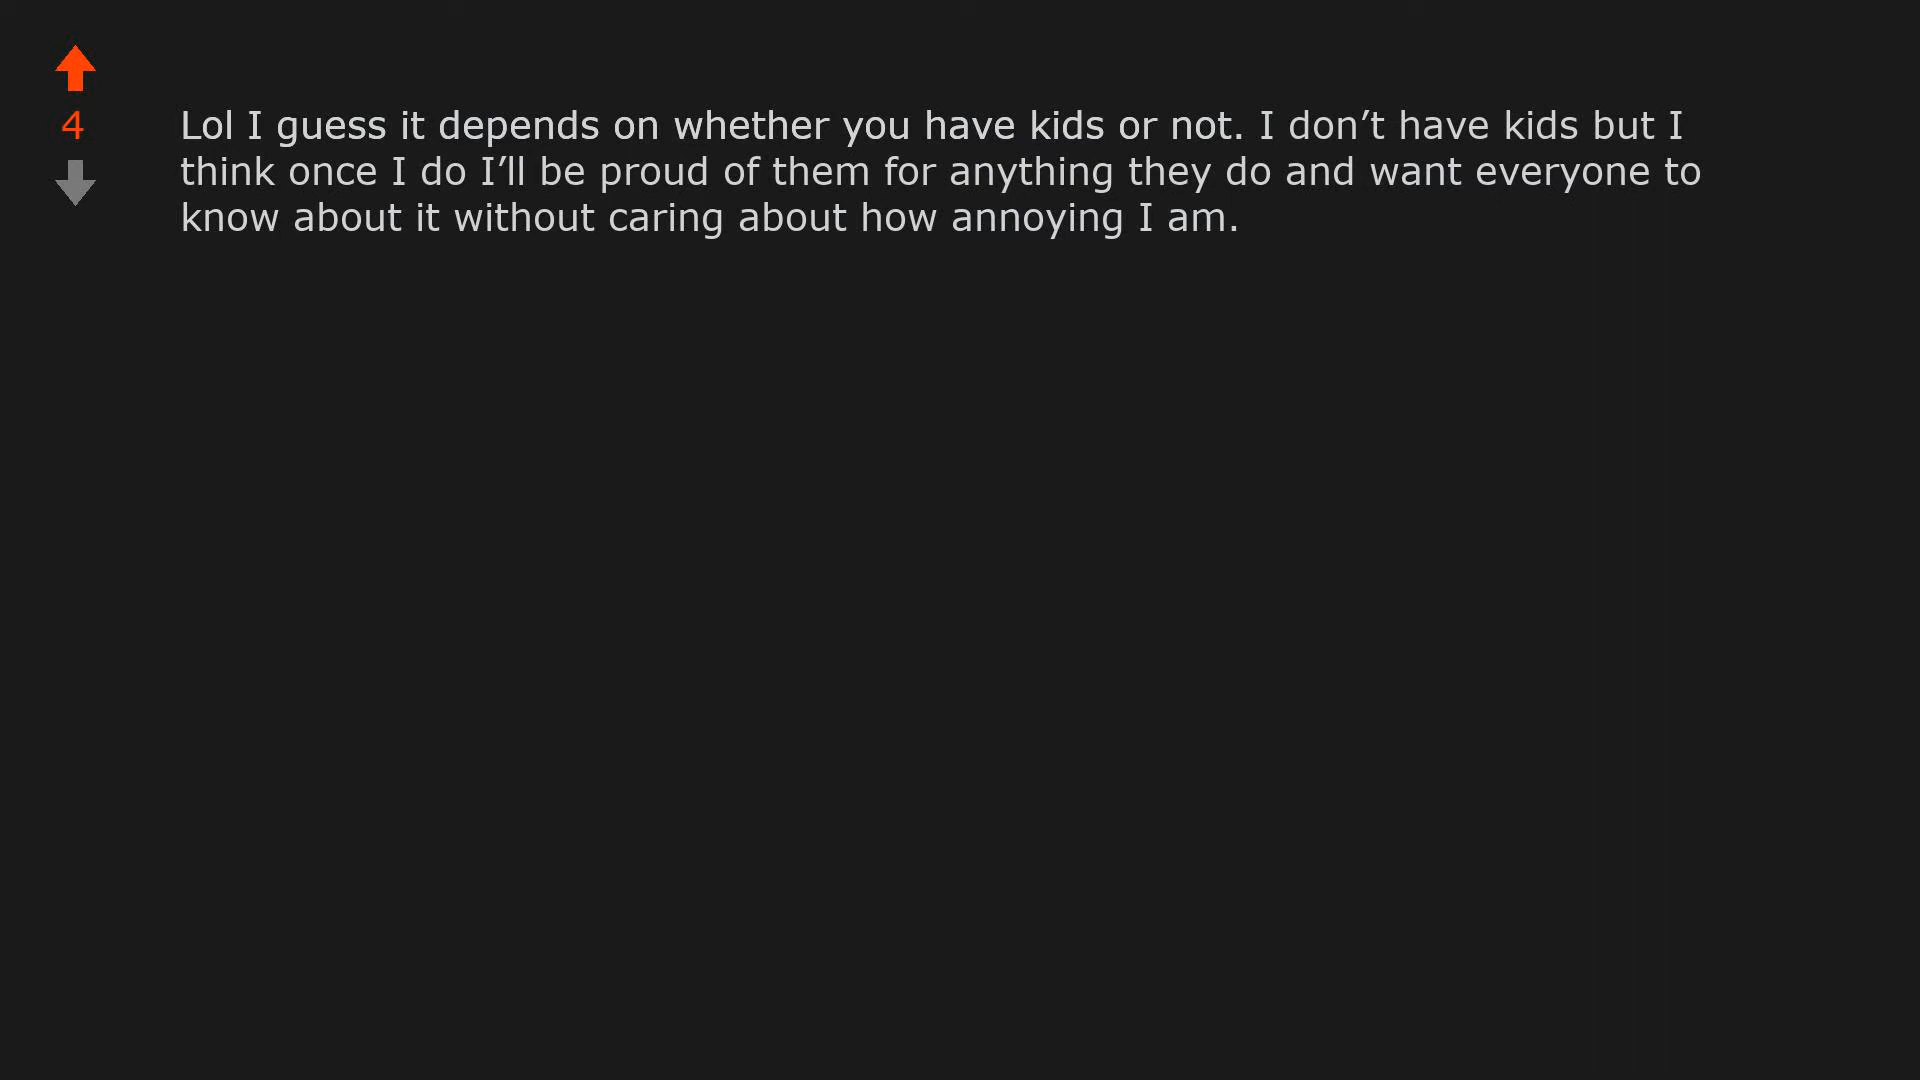 4
Lol I guess it depends on whether you have kids or not. I don’t have kids but I
think once I do I’ll be proud of them for anything they do and want everyone to
know about it without caring about how annoying I am.